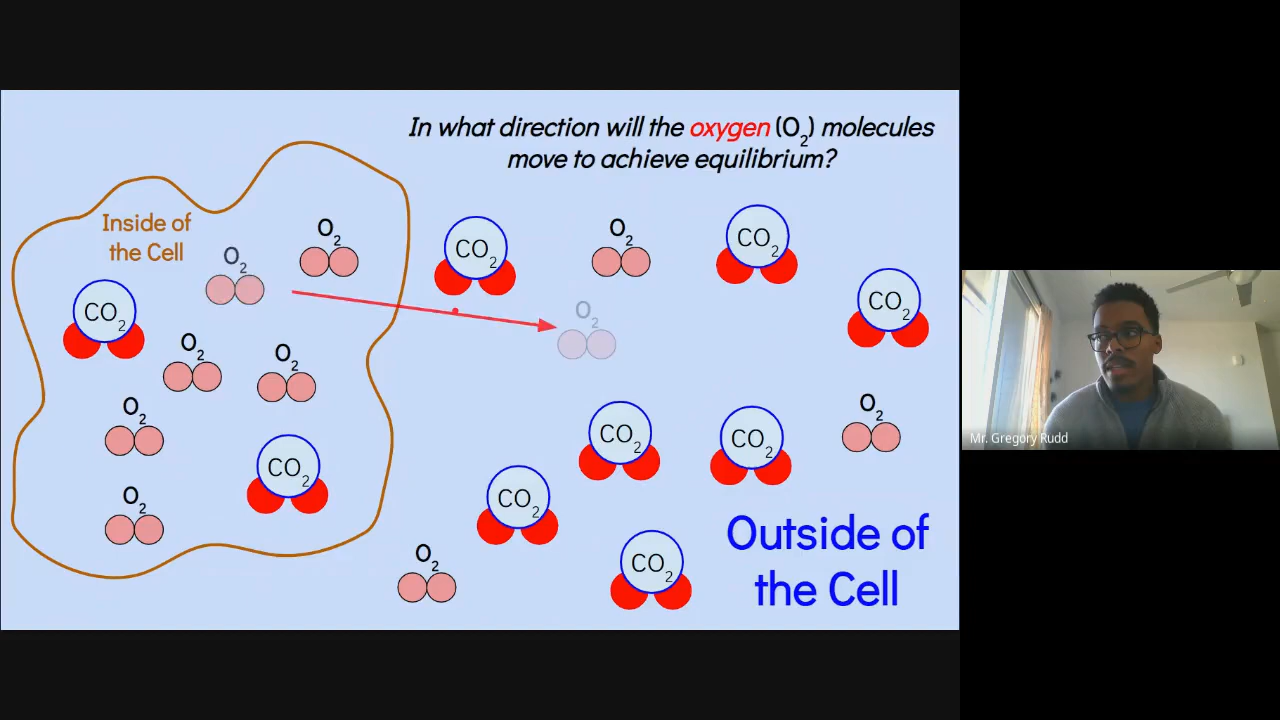 In what direction will the oxygen (O2) molecules
move to achieve equilibrium?
Inside of
the Cell
O2
O2
CO2
O2
CO2
CO2
O2
CO2
O2
O2
O2
CO2
O2
CO2
CO2
O2
O2
CO2
CO2
O2
Outside of
the Cell
Mr. Gregory Rudd